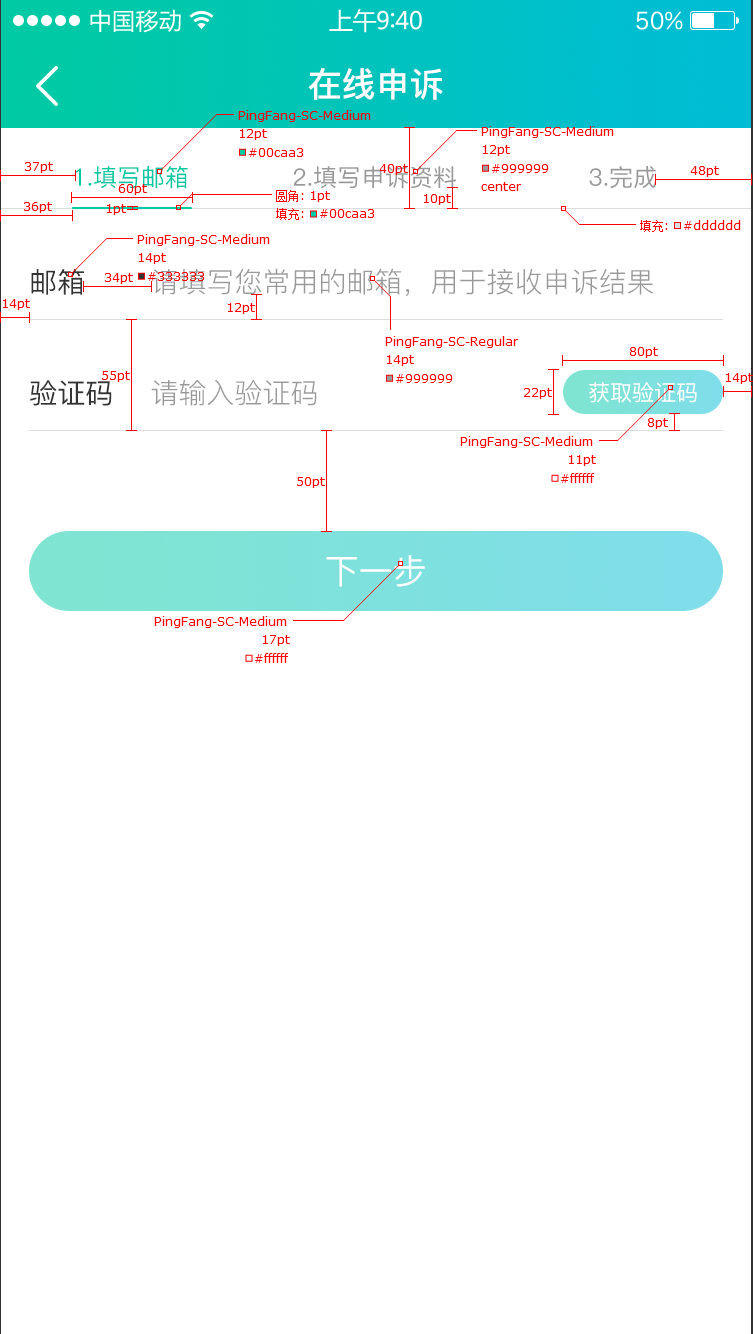 中国移动 上午9:40 50%
在线申诉
PingFang-SC-Medium
12pt
#00caa3
PingFang-SC-Medium
12pt
#999999
center
37pt
1.填写邮箱
40pt
2.填写申诉资料
3.完成
48pt
60pt
10pt
36pt
1pt
圆角: 1pt
填充: #00caa3
填充: #dddddd
PingFang-SC-Medium
14pt
#333333
邮箱
34pt
请填写您常用的邮箱，用于接收申诉结果
14pt
12pt
PingFang-SC-Regular
14pt
#999999
55pt
80pt
14pt
验证码
请输入验证码
22pt
获取验证码
8pt
PingFang-SC-Medium
11pt
#ffffff
50pt
下一步
PingFang-SC-Medium
17pt
#ffffff